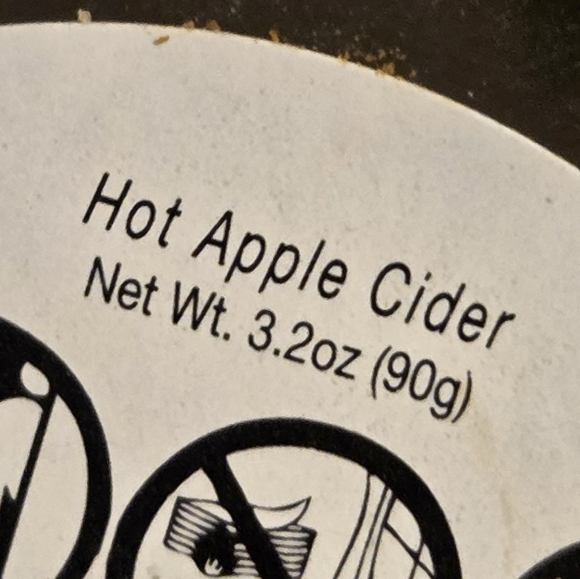 Hot Apple Cider
Net Wt. 3.2oz (90g)